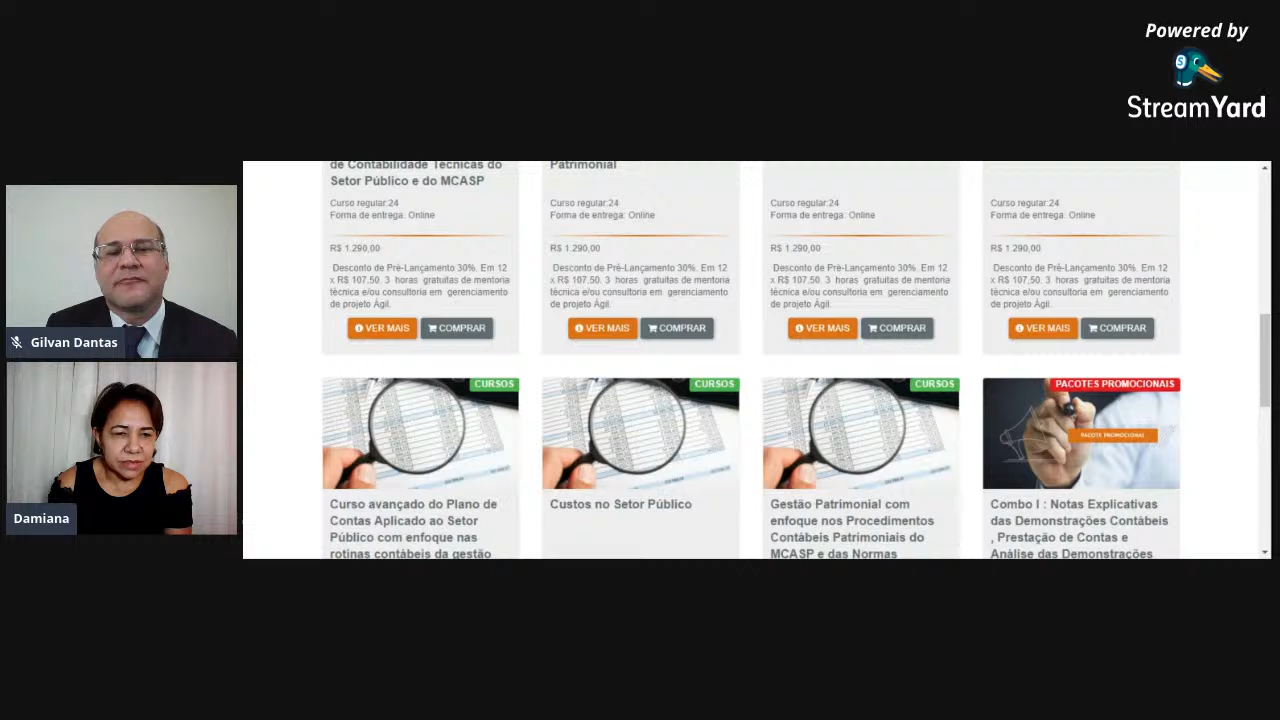 Powered by
StreamYard
Gilvan Dantas
Damiana
de Contabilidade Técnicas do
Setor Público e do MCASP
Curso regular:24
Forma de entrega: Online
R$ 1.290,00
Desconto de Pré-Lançamento 30%. Em 12
x R$ 107,50. 3 horas gratuitas de mentoria
técnica e/ou consultoria em gerenciamento
de projeto Ágil.
VER MAIS
COMPRAR
Patrimonial
Curso regular:24
Forma de entrega: Online
R$ 1.290,00
Desconto de Pré-Lançamento 30%. Em 12
x R$ 107,50. 3 horas gratuitas de mentoria
técnica e/ou consultoria em gerenciamento
de projeto Ágil.
VER MAIS
COMPRAR
Curso regular:24
Forma de entrega: Online
R$ 1.290,00
Desconto de Pré-Lançamento 30%. Em 12
x R$ 107,50. 3 horas gratuitas de mentoria
técnica e/ou consultoria em gerenciamento
de projeto Ágil.
VER MAIS
COMPRAR
Curso regular:24
Forma de entrega: Online
R$ 1.290,00
Desconto de Pré-Lançamento 30%. Em 12
x R$ 107,50. 3 horas gratuitas de mentoria
técnica e/ou consultoria em gerenciamento
de projeto Ágil.
VER MAIS
COMPRAR
CURSOS
Curso avançado do Plano de
Contas Aplicado ao Setor
Público com enfoque nas
rotinas contábeis da gestão
CURSOS
Custos no Setor Público
CURSOS
Gestão Patrimonial com
enfoque nos Procedimentos
Contábeis Patrimoniais do
MCASP e das Normas
PACOTES PROMOCIONAIS
PACOTE PROMOCIONAL
Combo I : Notas Explicativas
das Demonstrações Contábeis
, Prestação de Contas e
Análise das Demonstrações